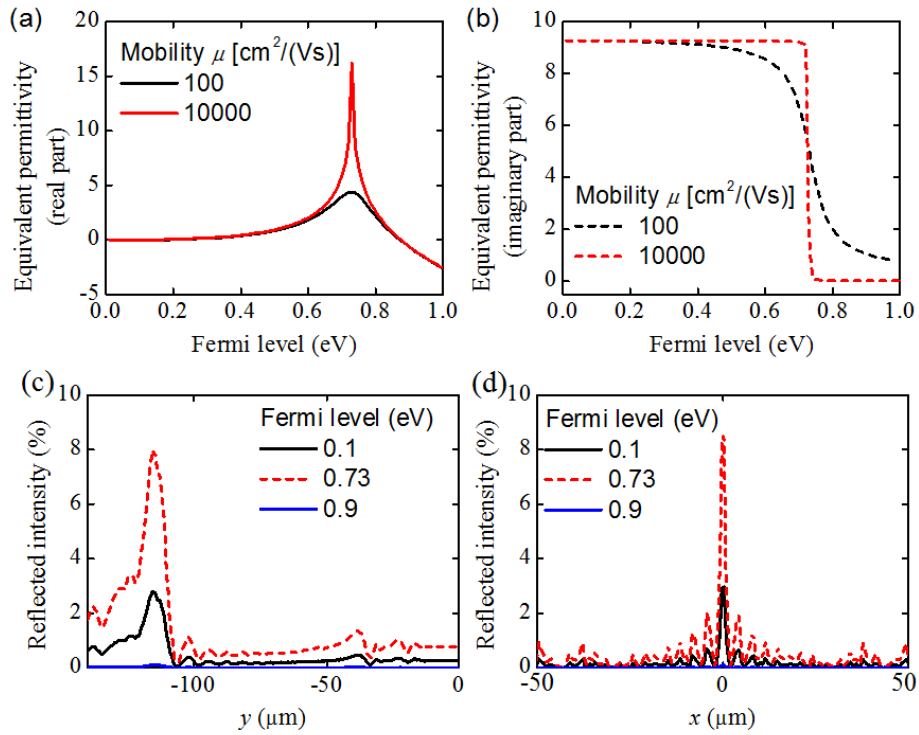 (a)
Equivalent permittivity
(real part)
20
15
10
5
0
-5
Mobility μ [cm²/(Vs)]
100
10000
0.0 0.2 0.4 0.6 0.8 1.0
Fermi level (eV)
(b)
Equivalent permittivity
(imaginary part)
10
8
6
4
2
0
Mobility μ [cm²/(Vs)]
100
10000
0.0 0.2 0.4 0.6 0.8 1.0
Fermi level (eV)
(c)
Reflected intensity (%)
10
8
6
4
2
0
Fermi level (eV)
0.1
0.73
0.9
-100 -50 0
y (μm)
(d)
Reflected intensity (%)
10
8
6
4
2
0
Fermi level (eV)
0.1
0.73
0.9
-50 0 50
x (μm)